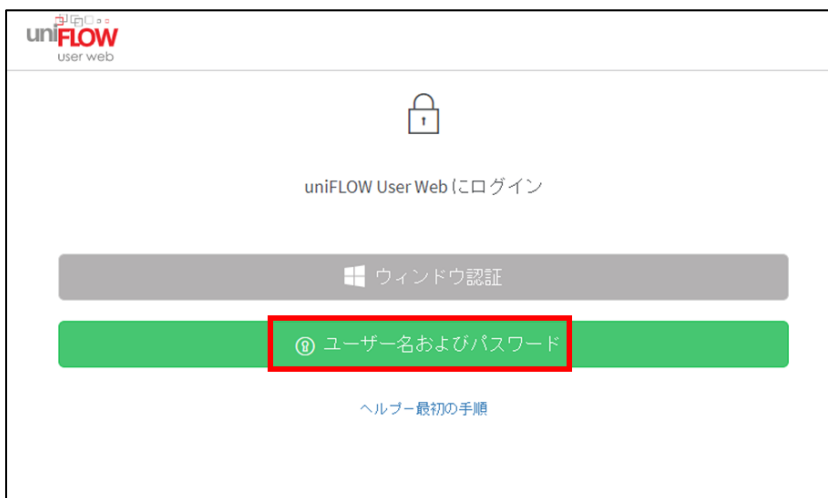 uniFLOW
user web
uniFLOW User Web にログイン
ウィンドウ認証
ユーザー名およびパスワード
ヘルプー最初の手順